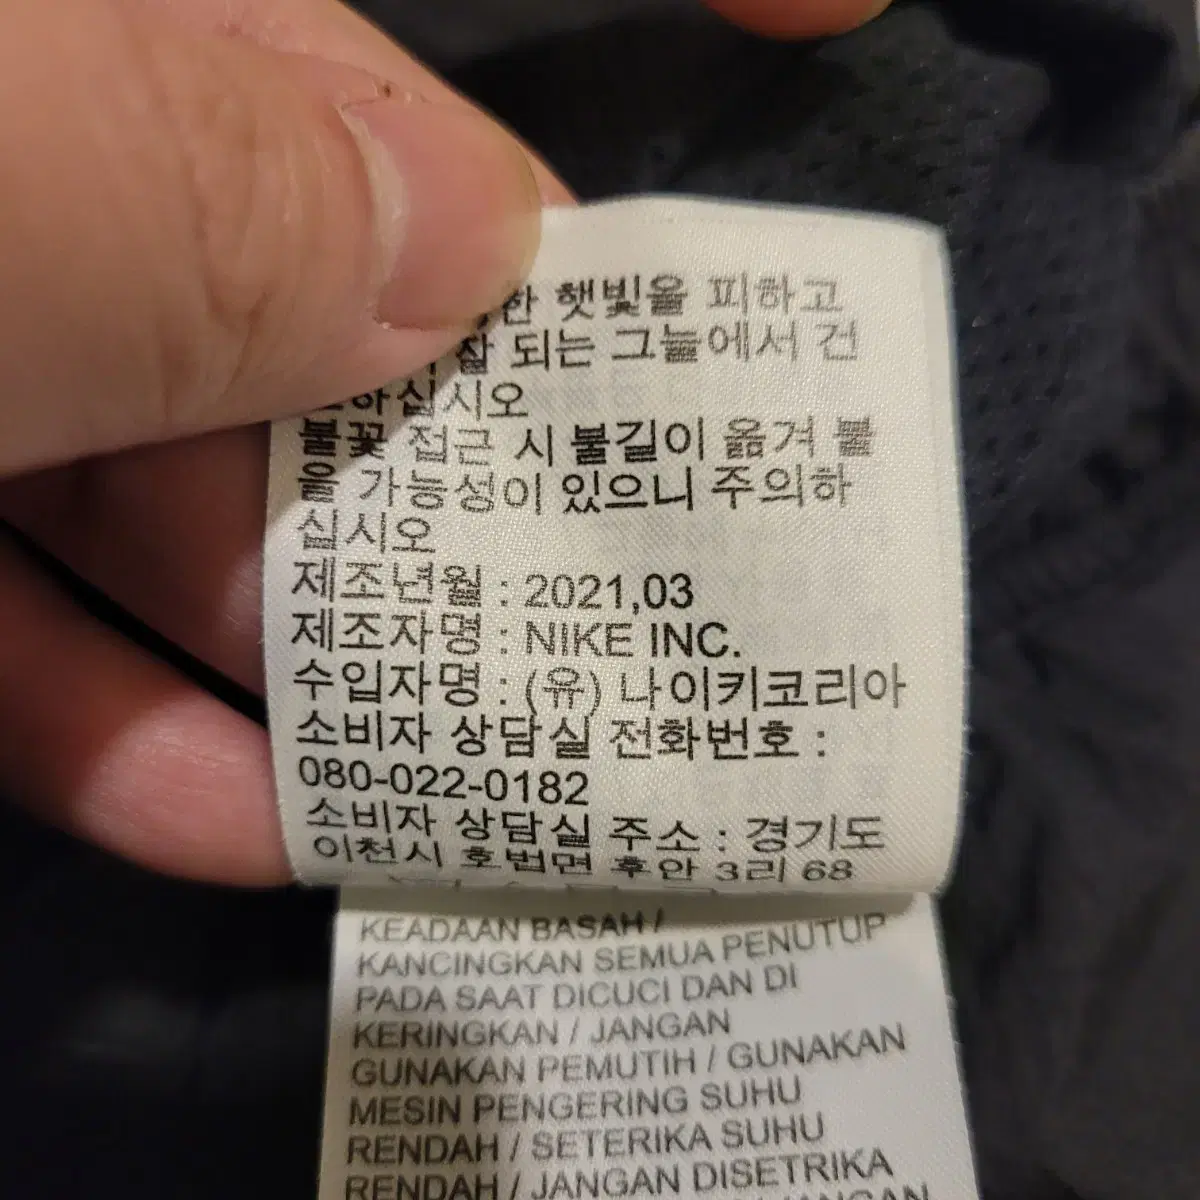 햇빛을 피하고
잘 되는 그늘에서 건
하십시오
불꽃 접근 시 불길이 옮겨 붙
을 가능성이 있으니 주의하
십시오
제조년월 : 2021,03
제조자명 : NIKE INC.
수입자명 : (유) 나이키코리아
소비자 상담실 전화번호 :
080-022-0182
소비자 상담실 주소 : 경기도
이천시 호법면 후안 3리 68
KEADAAN BASAH /
KANCINGKAN SEMUA PENUTUP
PADA SAAT DICUCI DAN DI
KERINGKAN / JANGAN
GUNAKAN PEMUTIH / GUNAKAN
MESIN PENGERING SUHU
RENDAH / SETERIKA SUHU
RENDAH / JANGAN DISETRIKA